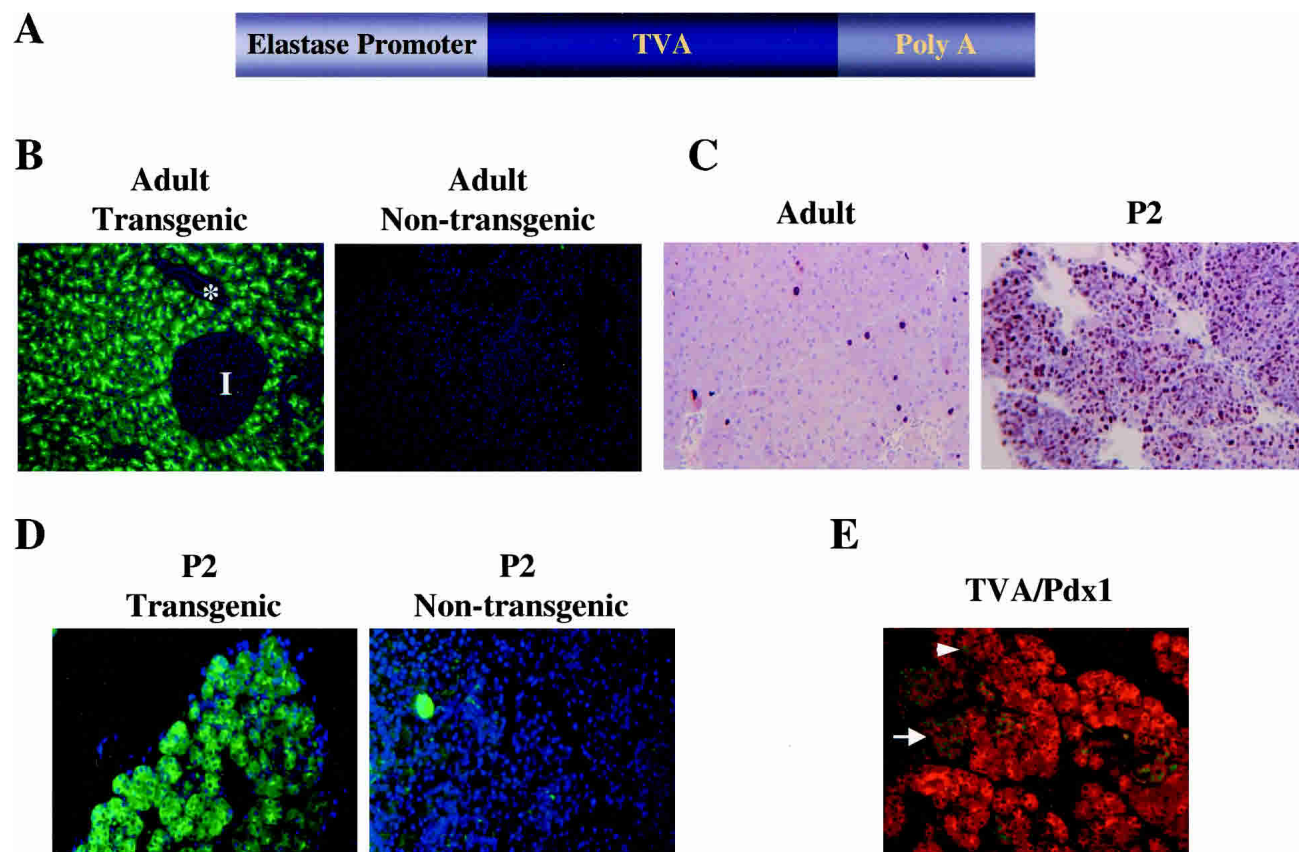 A
Elastase Promoter TVA Poly A
B
Adult
Transgenic
Adult
Non-transgenic
*
I
C
Adult
P2
D
P2
Transgenic
P2
Non-transgenic
E
TVA/Pdx1